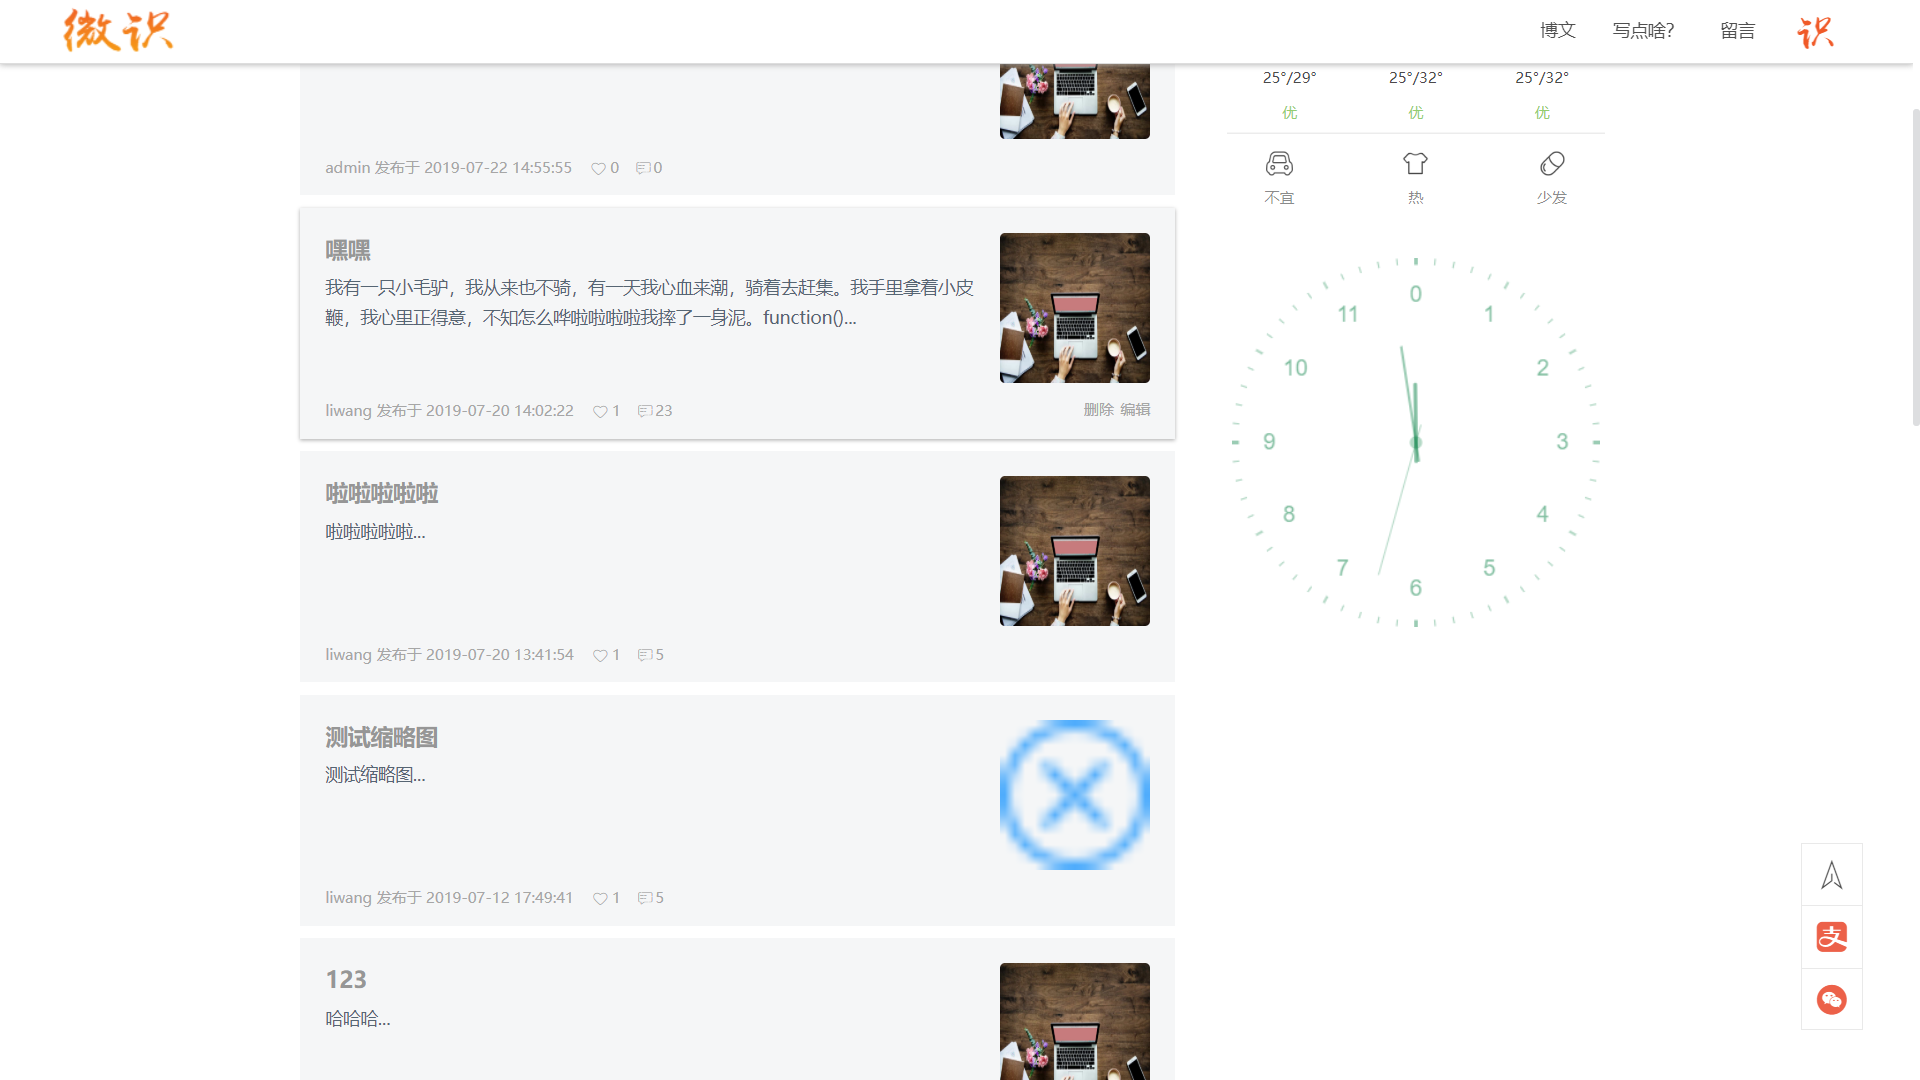 微识
博文 写点啥? 留言 识
admin 发布于 2019-07-22 14:55:55 0 0
嘿嘿
我有一只小毛驴，我从来也不骑，有一天我心血来潮，骑着去赶集。我手里拿着小皮
鞭，我心里正得意，不知怎么哗啦啦啦啦我摔了一身泥。function()...
liwang 发布于 2019-07-20 14:02:22 1 23 删除 编辑
啦啦啦啦啦
啦啦啦啦啦...
liwang 发布于 2019-07-20 13:41:54 1 5
测试缩略图
测试缩略图...
liwang 发布于 2019-07-12 17:49:41 1 5
123
哈哈哈...
25°/29° 25°/32° 25°/32°
优 优 优
不宜 热 少发
0
11 1
10 2
9 3
8 4
7 5
6
支